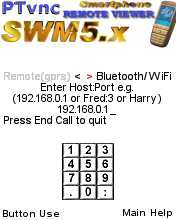 PTvnc
Smartphone
REMOTE VIEWER
SWM5.x
Remote(gprs) < > Bluetooth/WiFi
Enter Host:Port e.g.
(192.168.0.1 or Fred:3 or Harry )
192.168.0.1_
Press End Call to quit
1 2 3
4 5 6
7 8 9
. 0 :
Button Use
Main Help